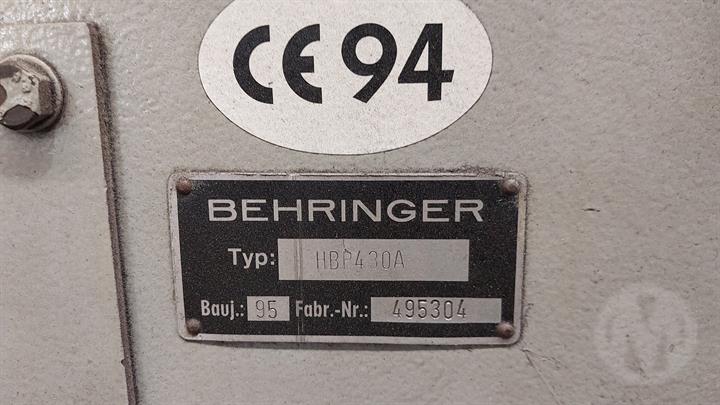 CE 94
BEHRINGER
Typ: HBP430A
Bauj.: 95 Fabr.-Nr.: 495304